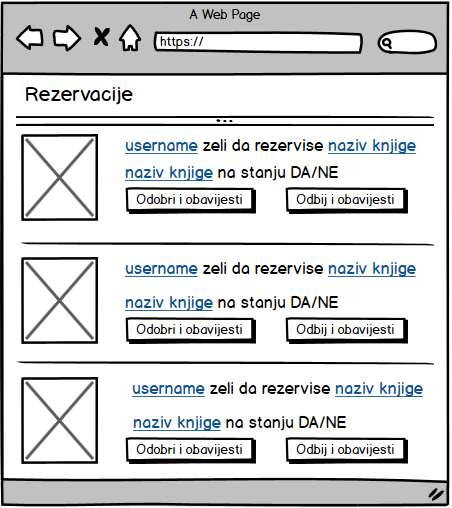 A Web Page
https://
Rezervacije
username zeli da rezervise naziv knjige
naziv knjige na stanju DA/NE
Odobri i obavijesti Odbij i obavijesti
username zeli da rezervise naziv knjige
naziv knjige na stanju DA/NE
Odobri i obavijesti Odbij i obavijesti
username zeli da rezervise naziv knjige
naziv knjige na stanju DA/NE
Odobri i obavijesti Odbij i obavijesti